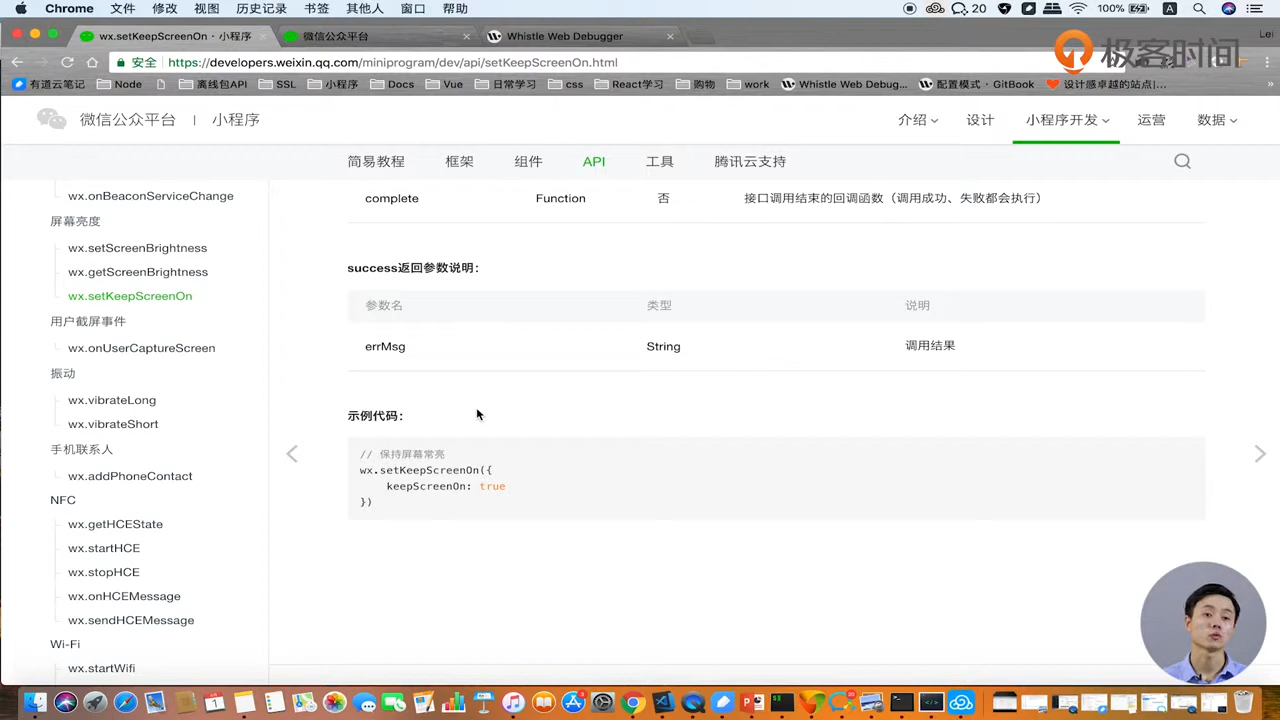 Chrome 文件 修改 视图 历史记录 书签 其他人 窗口 帮助 20 100% A
wx.setKeepScreenOn · 小程序 微信公众平台 Whistle Web Debugger Lei
极客时间
安全 https://developers.weixin.qq.com/miniprogram/dev/api/setKeepScreenOn.html
有道云笔记 Node 离线包API SSL 小程序 Docs Vue 日常学习 css React学习 购物 work Whistle Web Debug... 配置模式 · GitBook 设计感卓越的站点|... »
微信公众平台 | 小程序 介绍 设计 小程序开发 运营 数据
简易教程 框架 组件 API 工具 腾讯云支持
wx.onBeaconServiceChange
屏幕亮度
wx.setScreenBrightness
wx.getScreenBrightness
wx.setKeepScreenOn
用户截屏事件
wx.onUserCaptureScreen
振动
wx.vibrateLong
wx.vibrateShort
手机联系人
wx.addPhoneContact
NFC
wx.getHCEState
wx.startHCE
wx.stopHCE
wx.onHCEMessage
wx.sendHCEMessage
Wi-Fi
wx.startWifi
complete Function 否 接口调用结束的回调函数（调用成功、失败都会执行）
success返回参数说明：
参数名 类型 说明
errMsg String 调用结果
示例代码：
// 保持屏幕常亮
wx.setKeepScreenOn({
keepScreenOn: true
})